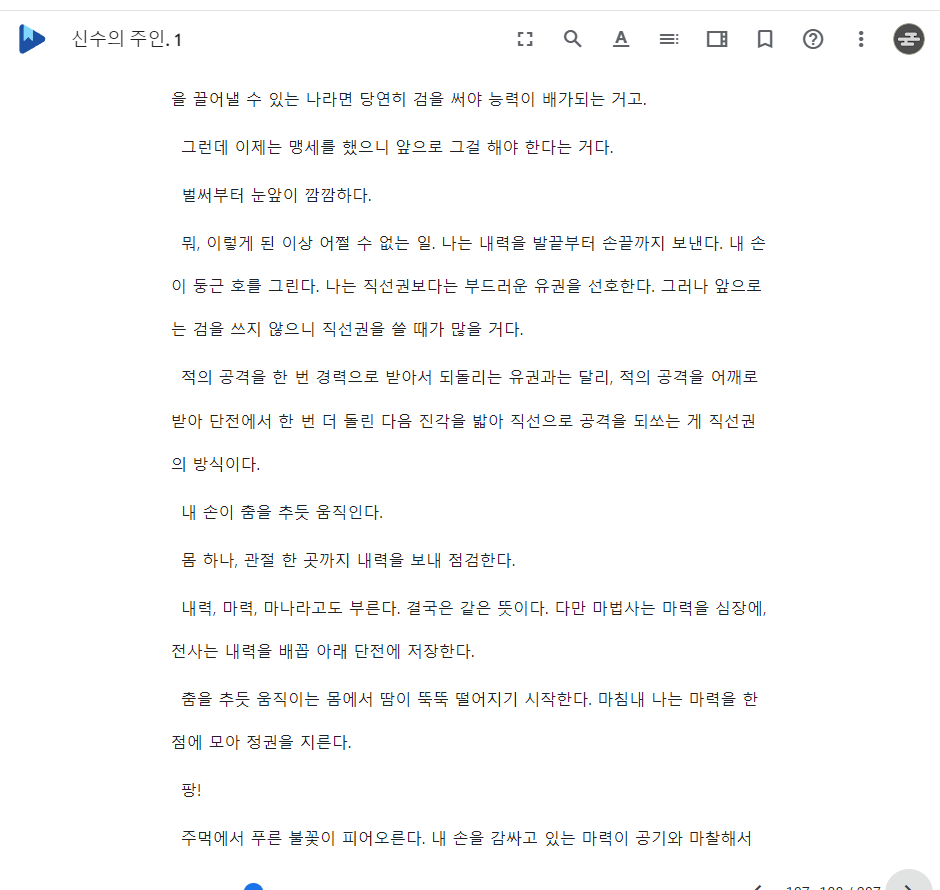 신수의 주인. 1
을 끌어낼 수 있는 나라면 당연히 검을 써야 능력이 배가되는 거고.
그런데 이제는 맹세를 했으니 앞으로 그걸 해야 한다는 거다.
벌써부터 눈앞이 깜깜하다.
뭐, 이렇게 된 이상 어쩔 수 없는 일. 나는 내력을 발끝부터 손끝까지 보낸다. 내 손
이 둥근 호를 그린다. 나는 직선권보다는 부드러운 유권을 선호한다. 그러나 앞으로
는 검을 쓰지 않으니 직선권을 쓸 때가 많을 거다.
적의 공격을 한 번 경력으로 받아서 되돌리는 유권과는 달리, 적의 공격을 어깨로
받아 단전에서 한 번 더 돌린 다음 진각을 밟아 직선으로 공격을 되쏘는 게 직선권
의 방식이다.
내 손이 춤을 추듯 움직인다.
몸 하나, 관절 한 곳까지 내력을 보내 점검한다.
내력, 마력, 마나라고도 부른다. 결국은 같은 뜻이다. 다만 마법사는 마력을 심장에,
전사는 내력을 배꼽 아래 단전에 저장한다.
춤을 추듯 움직이는 몸에서 땀이 뚝뚝 떨어지기 시작한다. 마침내 나는 마력을 한
점에 모아 정권을 지른다.
팡!
주먹에서 푸른 불꽃이 피어오른다. 내 손을 감싸고 있는 마력이 공기와 마찰해서